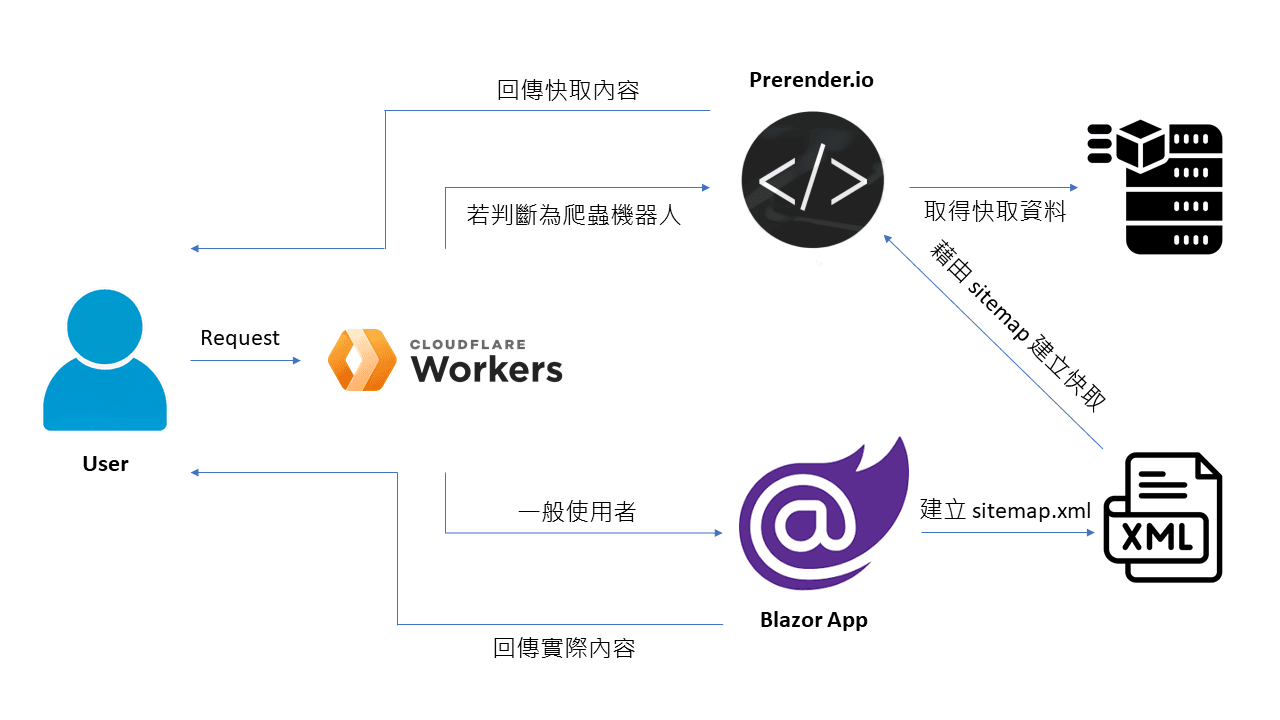 Prerender.io
回傳快取內容
若判斷為爬蟲機器人
取得快取資料
藉由 sitemap 建立快取
Request
CLOUDFLARE
Workers
User
一般使用者
建立 sitemap.xml
XML
Blazor App
回傳實際內容